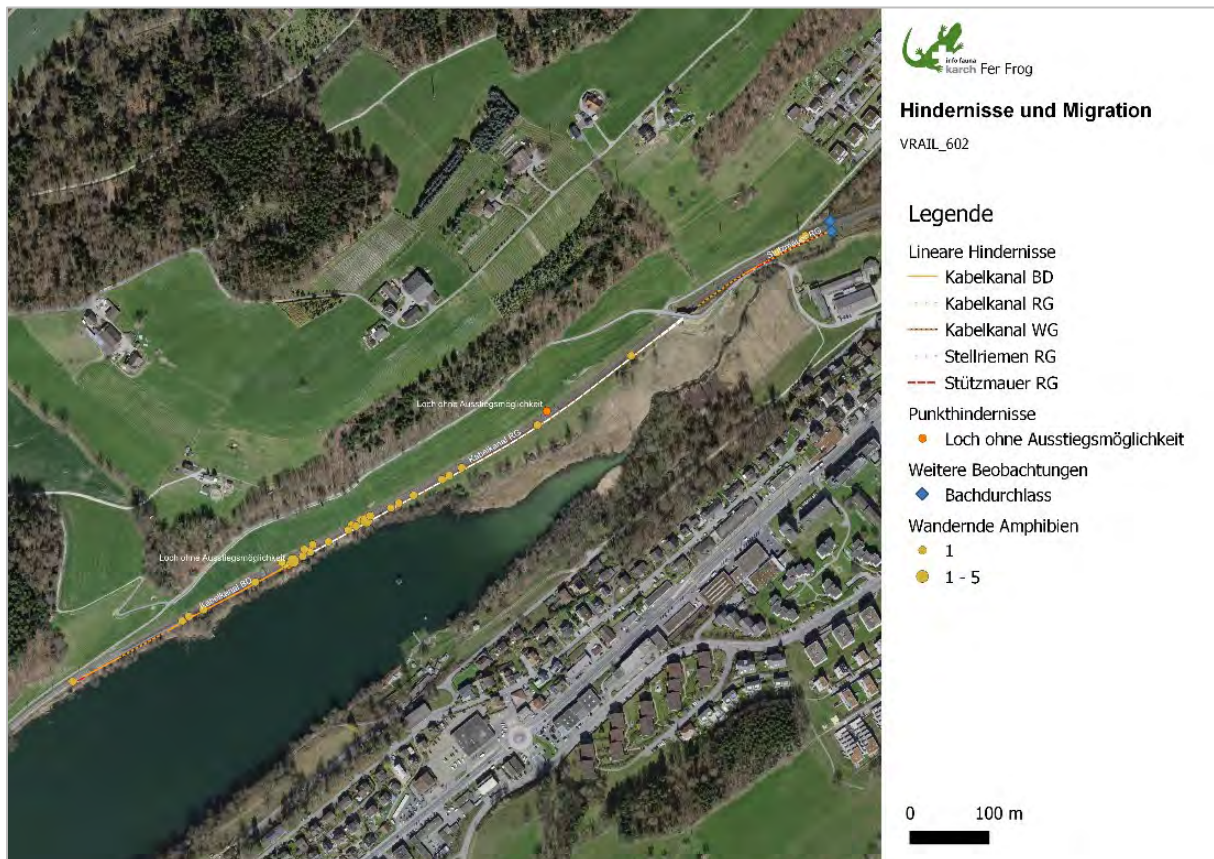 info fauna
karch Fer Frog
Hindernisse und Migration
VRAIL_602
Legende
Lineare Hindernisse
Kabelkanal BD
Kabelkanal RG
Kabelkanal WG
Stellriemen RG
Stützmauer RG
Punkthindernisse
Loch ohne Ausstiegsmöglichkeit
Weitere Beobachtungen
Bachdurchlass
Wandernde Amphibien
1
1 - 5
0 100 m
Stützmauer RG
Loch ohne Ausstiegsmöglichkeit
Kabelkanal RG
Loch ohne Ausstiegsmöglichkeit
Kabelkanal BD